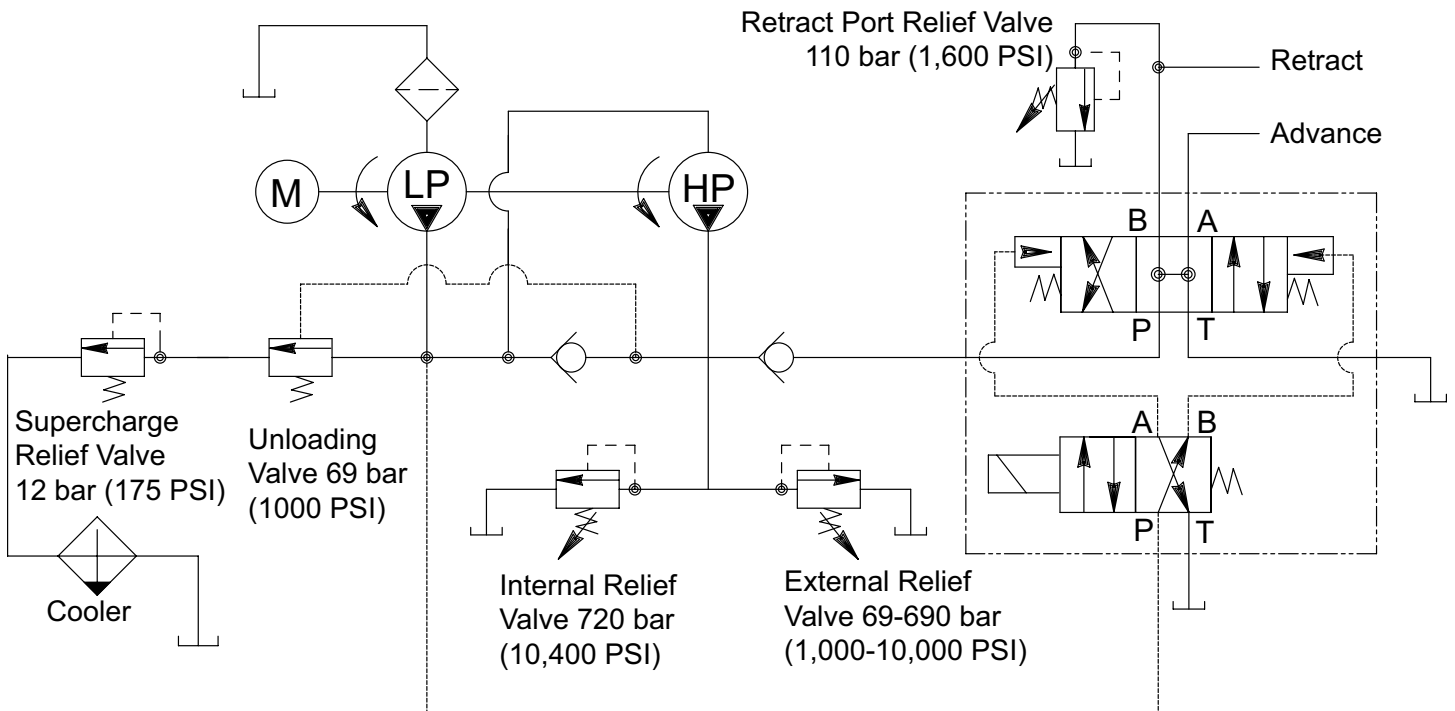 Retract Port Relief Valve
110 bar (1,600 PSI)
Retract
Advance
M
LP
HP
B A
P T
Supercharge
Relief Valve
12 bar (175 PSI)
Unloading
Valve 69 bar
(1000 PSI)
A B
P T
Cooler
Internal Relief
Valve 720 bar
(10,400 PSI)
External Relief
Valve 69-690 bar
(1,000-10,000 PSI)